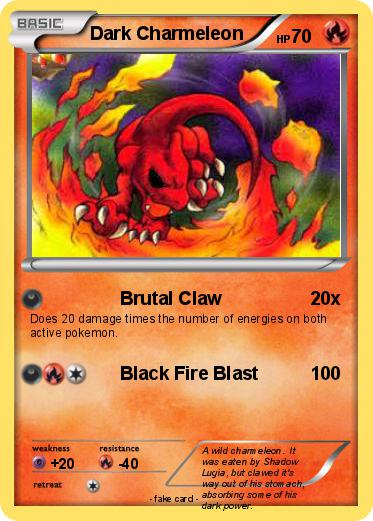 BASIC
Dark Charmeleon
HP70
Brutal Claw 20x
Does 20 damage times the number of energies on both
active pokemon.
Black Fire Blast 100
weakness resistance
+20 -40
retreat
- fake card -
A wild charmeleon. It
was eaten by Shadow
Lugia, but clawed it's
way out of his stomach,
absorbing some of his
dark power.